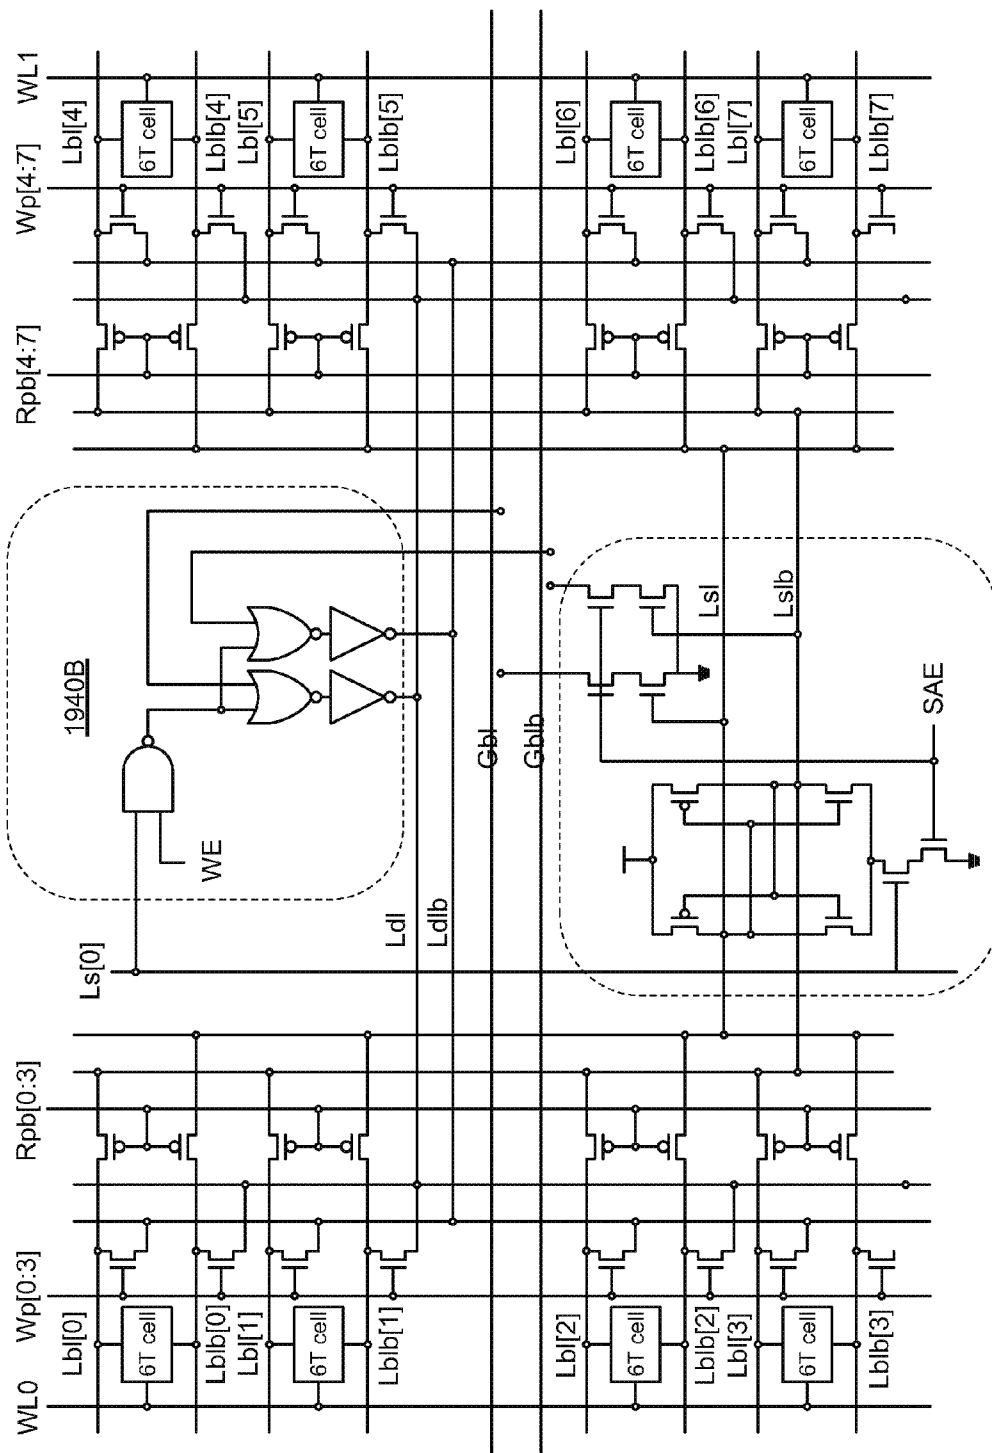 WL0
Wp[0:3]
Rpb[0:3]
Ls[0]
1940B
WE
Rpb[4:7]
Wp[4:7]
WL1
Lbl[0]
6T cell
Lblb[0]
Lbl[1]
6T cell
Lblb[1]
Lbl[4]
6T cell
Lblb[4]
Lbl[5]
6T cell
Lblb[5]
Ldl
Ldlb
Gbl
Gblb
Lbl[2]
6T cell
Lblb[2]
Lbl[3]
6T cell
Lblb[3]
Lsl
Lslb
SAE
Lbl[6]
6T cell
Lblb[6]
Lbl[7]
6T cell
Lblb[7]